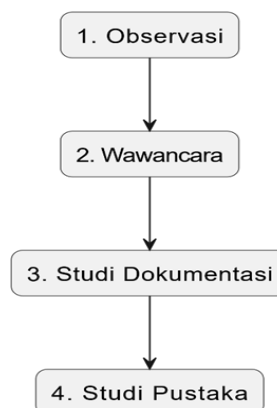 1. Observasi
2. Wawancara
3. Studi Dokumentasi
4. Studi Pustaka